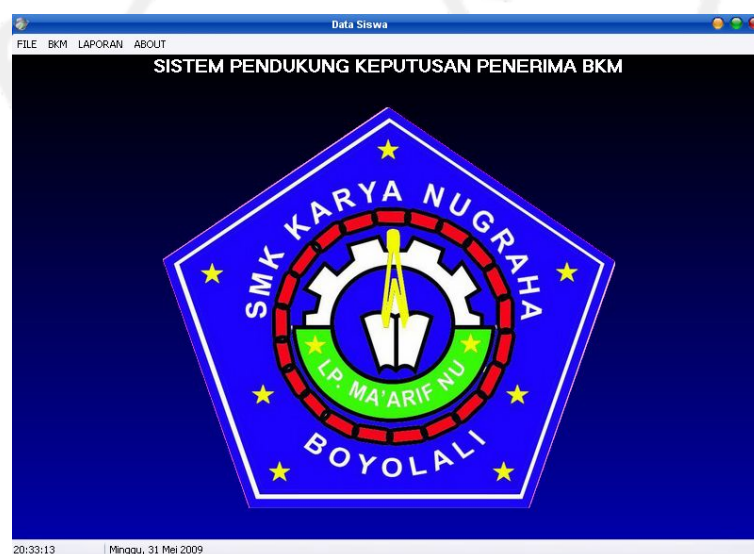 Data Siswa
FILE BKM LAPORAN ABOUT
SISTEM PENDUKUNG KEPUTUSAN PENERIMA BKM
SMK KARYA NUGRAHA
LP. MA'ARIF NU
BOYOLALI
20:33:13 Minggu, 31 Mei 2009